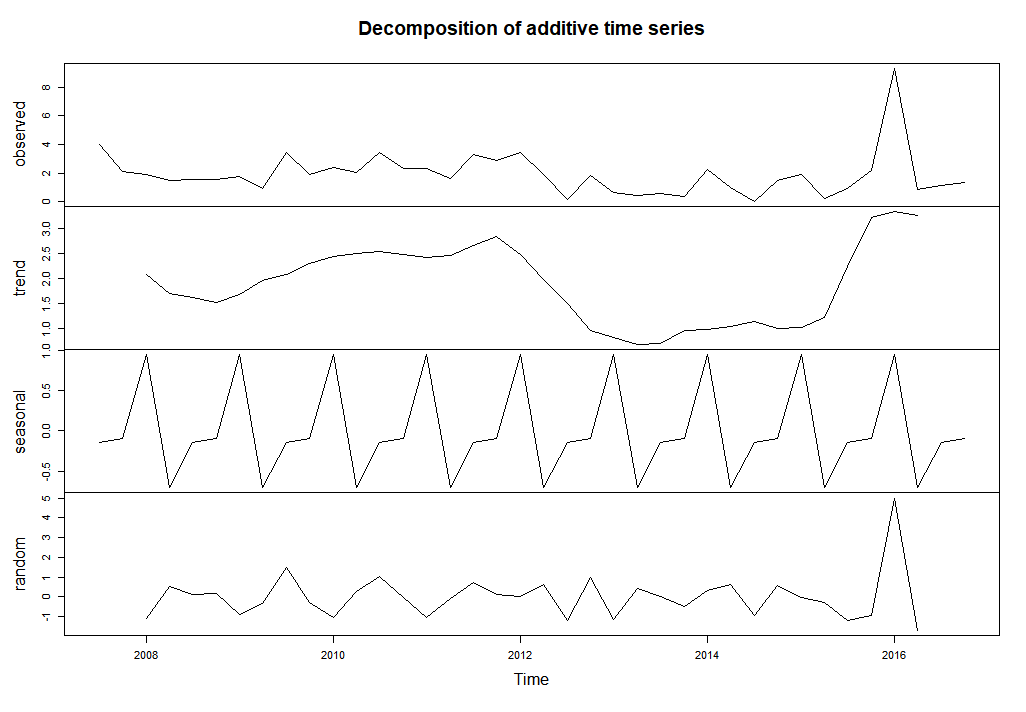 Decomposition of additive time series
observed
0 2 4 6 8
trend
1.0 1.5 2.0 2.5 3.0
seasonal
-0.5 0.0 0.5 1.0
random
-1 0 1 2 3 4 5
2008 2010 2012 2014 2016
Time